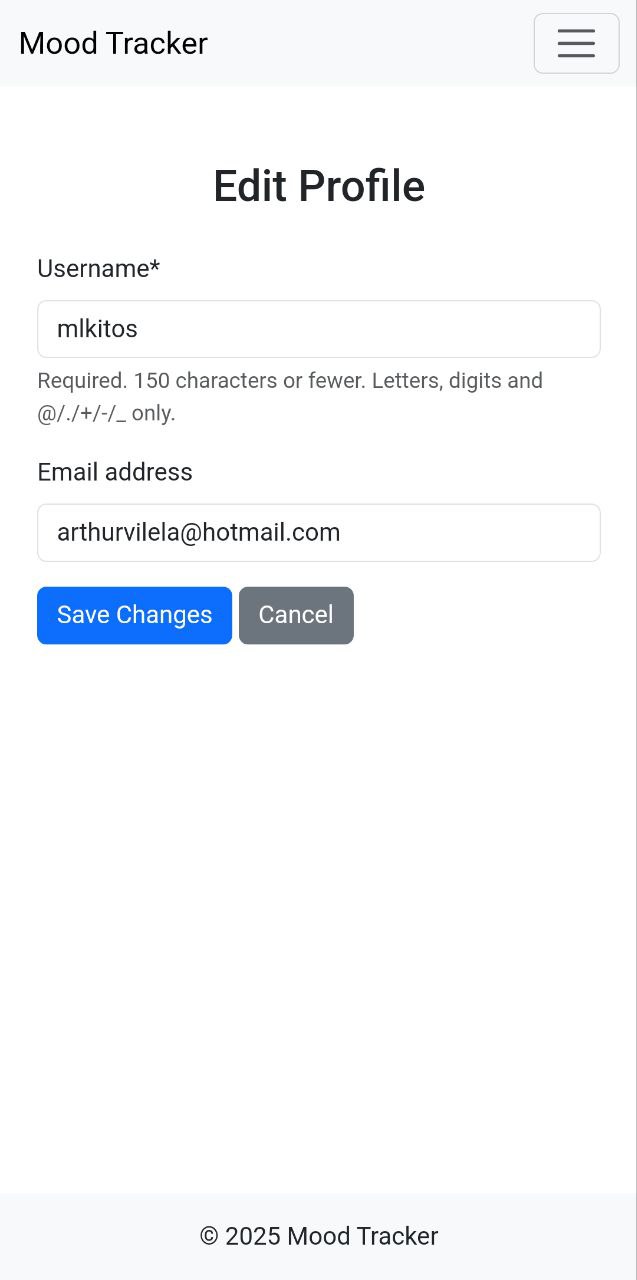 Mood Tracker
Edit Profile
Username*
mlkitos
Required. 150 characters or fewer. Letters, digits and
@/./+/-/_ only.
Email address
arthurvilela@hotmail.com
Save Changes Cancel
© 2025 Mood Tracker